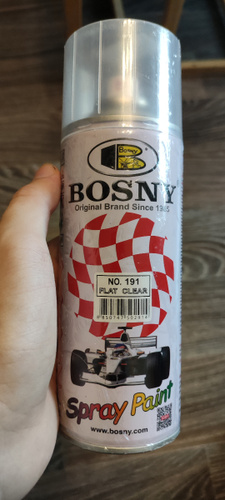 B
BOSNY
Original Brand Since 1985
NO. 191
FLAT CLEAR
Spray Paint
www.bosny.com